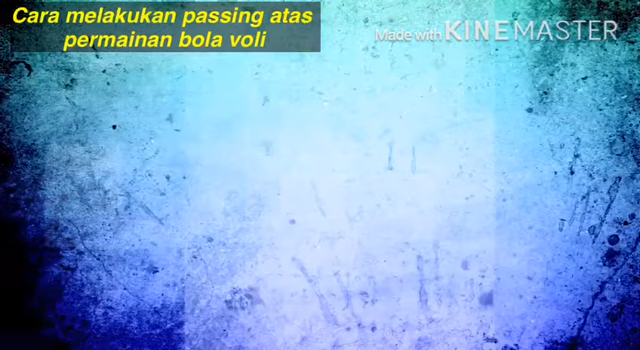 Cara melakukan passing atas
permainan bola voli
Made with KINEMASTER